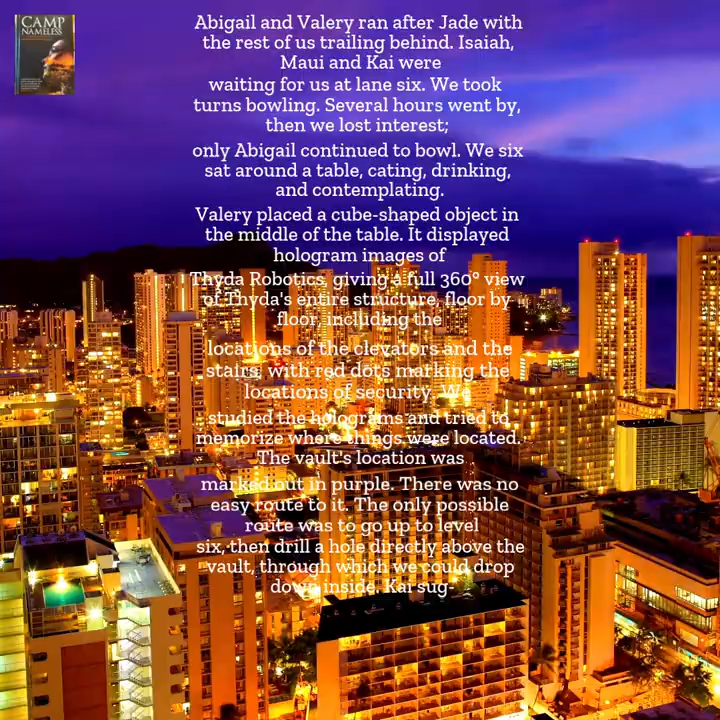 CAMP
NAMELESS
Abigail and Valery ran after Jade with
the rest of us trailing behind. Isaiah,
Maui and Kai were
waiting for us at lane six. We took
turns bowling. Several hours went by,
then we lost interest;
only Abigail continued to bowl. We six
sat around a table, cating, drinking,
and contemplating.
Valery placed a cube-shaped object in
the middle of the table. It displayed
hologram images of
Thyda Robotics, giving a full 360° view
of Thyda's entire structure, floor by
floor, including the
locations of the clevators and the
stairs, with red dots marking the
locations of security. We
studied the holograms and tried to
memorize where things were located.
The vault's location was
marked out in purple. There was no
easy route to it. The only possible
route was to go up to level
six, then drill a hole directly above the
vault, through which we could drop
down inside. Kai sug-